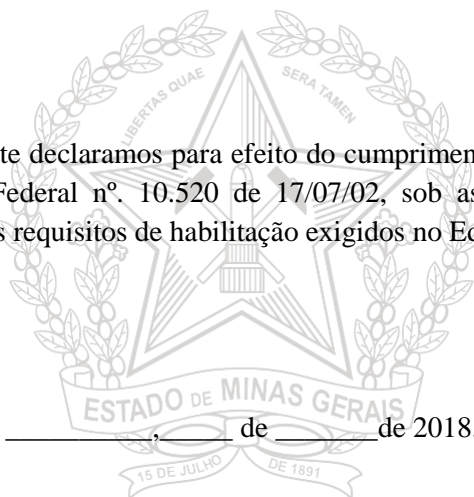 LIBERTAS QUAE SERA TAMEN
te declaramos para efeito do cumprimen
Federal nº. 10.520 de 17/07/02, sob as
s requisitos de habilitação exigidos no Ed
ESTADO DE MINAS GERAIS
__________,_____ de _______de 2018.
15 DE JULHO DE 1891